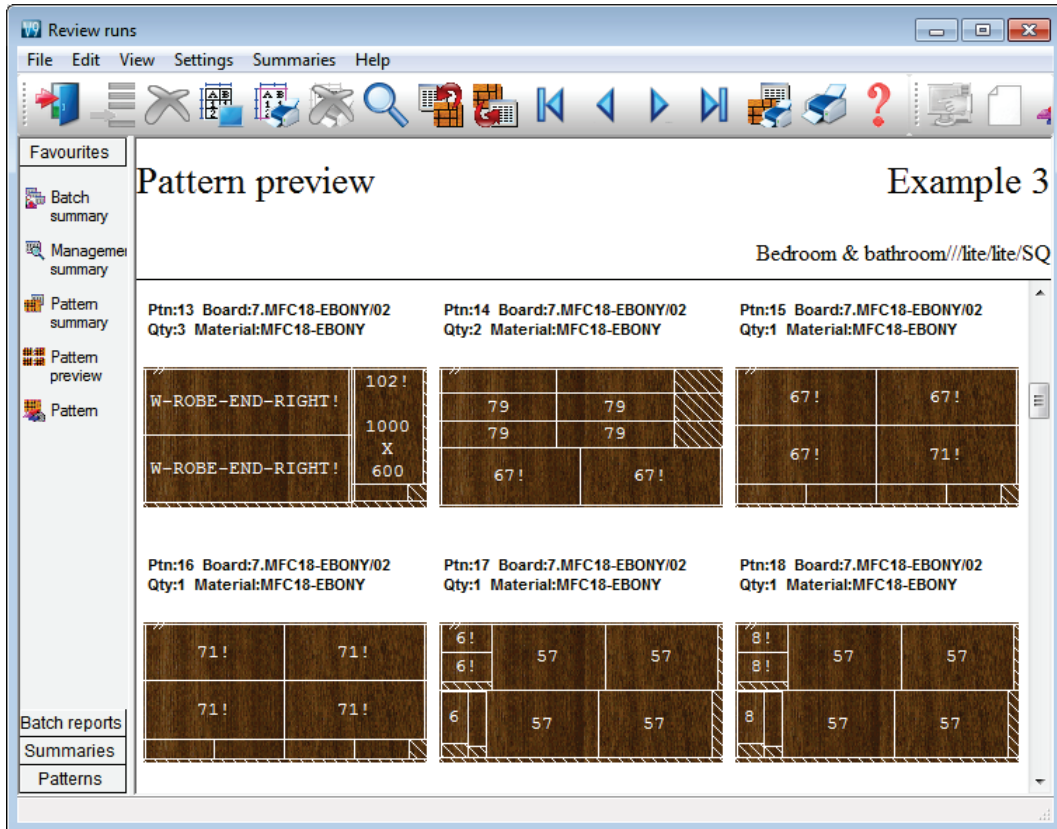 V9 Review runs
File Edit View Settings Summaries Help
Favourites
Batch
summary
Managemer
summary
Pattern
summary
Pattern
preview
Pattern
Batch reports
Summaries
Patterns
Pattern preview Example 3
Bedroom & bathroom///lite/lite/SQ
Ptn:13 Board:7.MFC18-EBONY/02
Qty:3 Material:MFC18-EBONY
W-ROBE-END-RIGHT!
W-ROBE-END-RIGHT!
102!
1000
X
600
Ptn:14 Board:7.MFC18-EBONY/02
Qty:2 Material:MFC18-EBONY
79 79
79 79
67! 67!
Ptn:15 Board:7.MFC18-EBONY/02
Qty:1 Material:MFC18-EBONY
67! 67!
67! 71!
Ptn:16 Board:7.MFC18-EBONY/02
Qty:1 Material:MFC18-EBONY
71! 71!
71! 71!
Ptn:17 Board:7.MFC18-EBONY/02
Qty:1 Material:MFC18-EBONY
6!
6!
57 57
6 57 57
Ptn:18 Board:7.MFC18-EBONY/02
Qty:1 Material:MFC18-EBONY
8!
8!
57 57
8 57 57